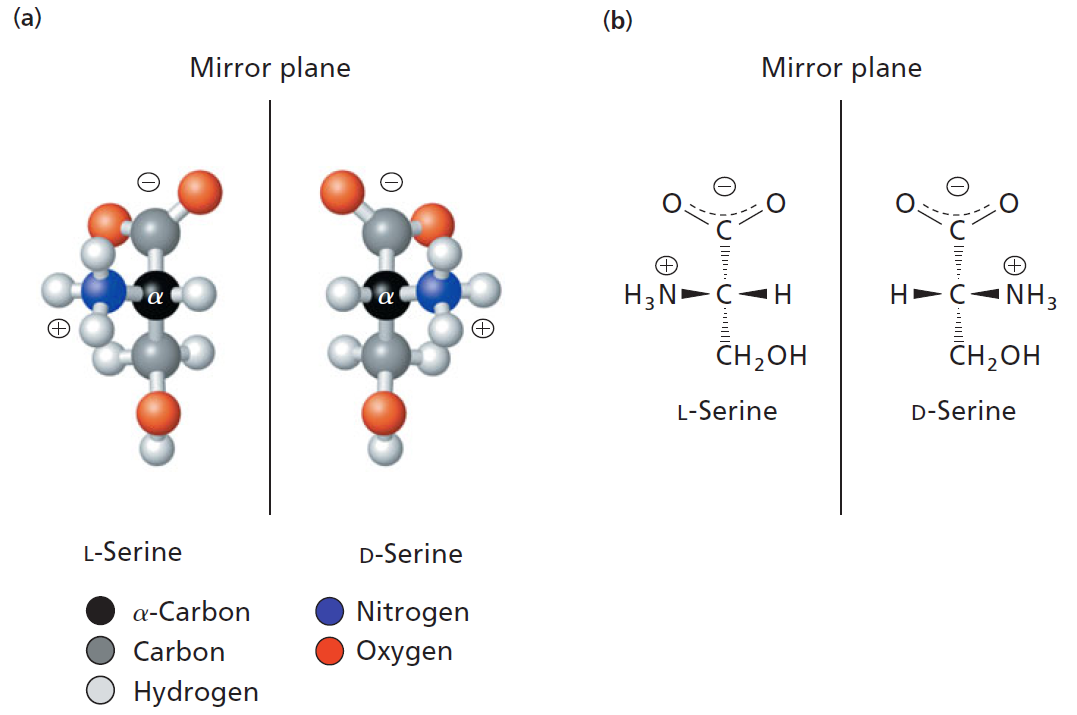 (a)
Mirror plane
⊖ ⊖
α α
⊕ ⊕
L-Serine D-Serine
α-Carbon Nitrogen
Carbon Oxygen
Hydrogen
(b)
Mirror plane
⊖ ⊖
O O O O
C C
⊕ ⊕
H₃N C H H C NH₃
CH₂OH CH₂OH
L-Serine D-Serine